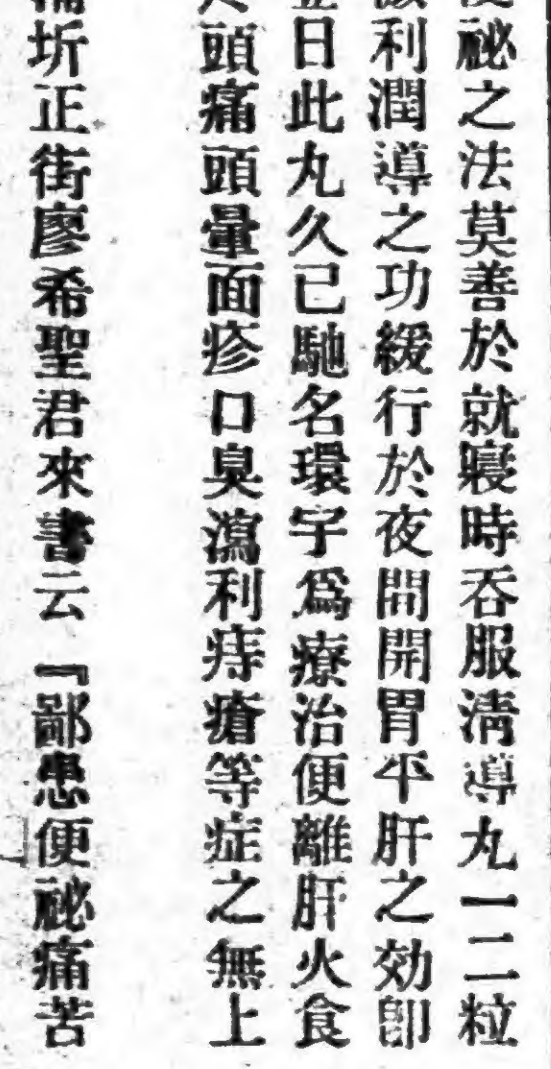 祕之法莫善於就寢時吞服淸導丸一二粒
利潤導之功緩行於夜間開胃平肝之効卽
日此丸久已馳名環宇爲療治便難肝火食
頭痛頭暈面疹口臭瀉利痔瘡等症之無上
圻正街廖希聖君來書云『鄙患便祕痛苦